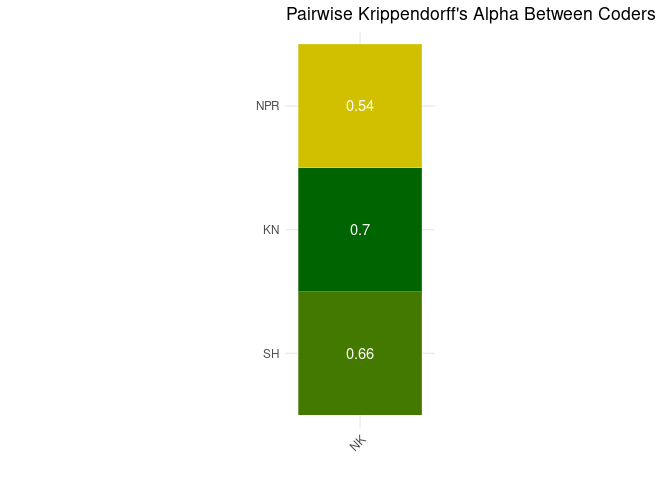 Pairwise Krippendorff's Alpha Between Coders
NPR
0.54
KN
0.7
SH
0.66
NK